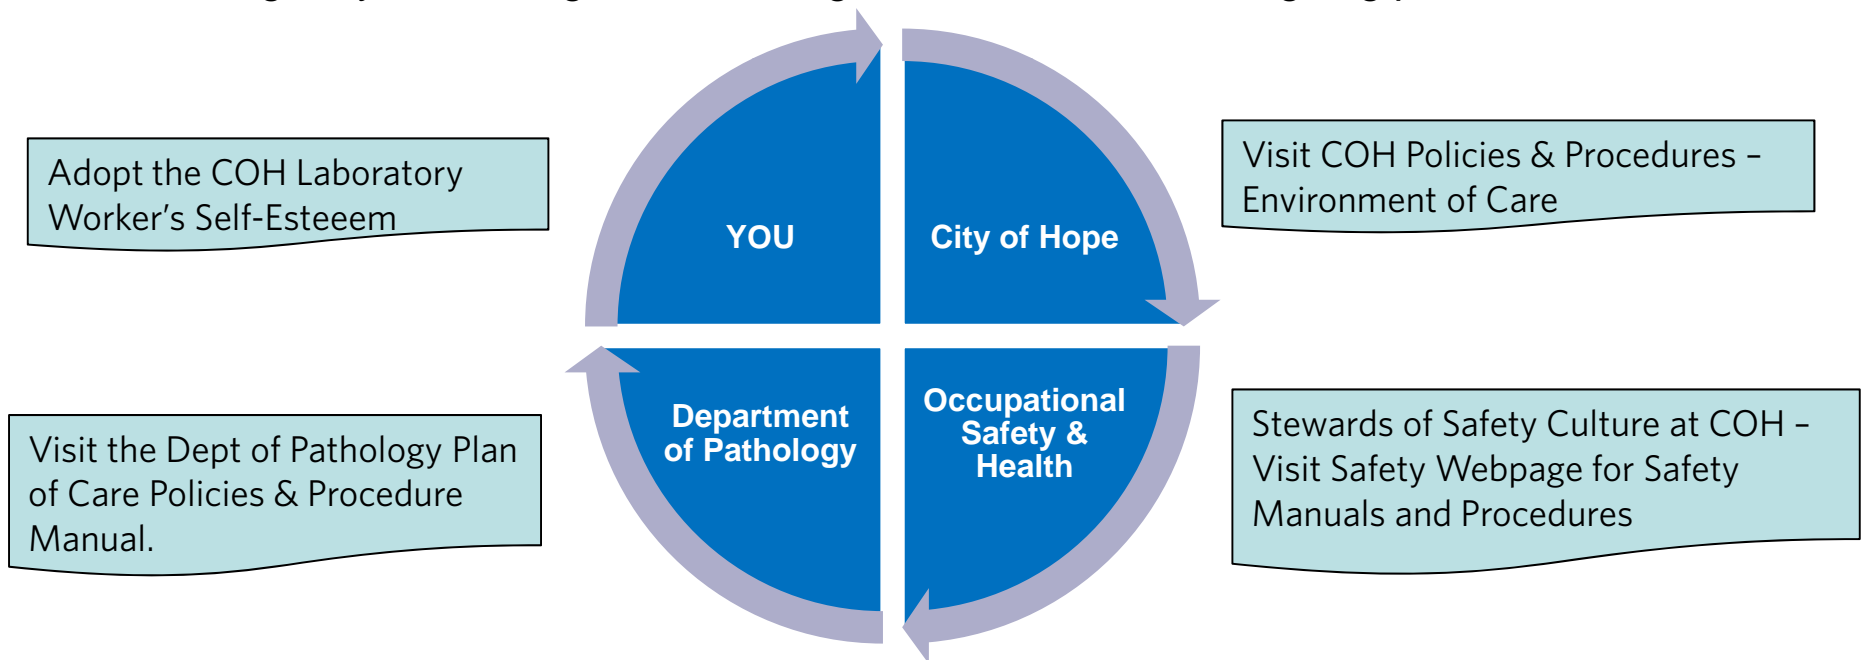 Adopt the COH Laboratory
Worker's Self-Esteeem
YOU
City of Hope
Visit COH Policies & Procedures –
Environment of Care
Visit the Dept of Pathology Plan
of Care Policies & Procedure
Manual.
Department
of Pathology
Occupational
Safety &
Health
Stewards of Safety Culture at COH –
Visit Safety Webpage for Safety
Manuals and Procedures